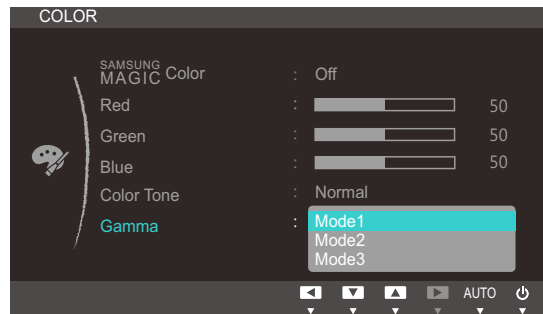 COLOR
SAMSUNG MAGIC Color : Off
Red : 50
Green : 50
Blue : 50
Color Tone : Normal
Gamma : Mode1
Mode2
Mode3
AUTO